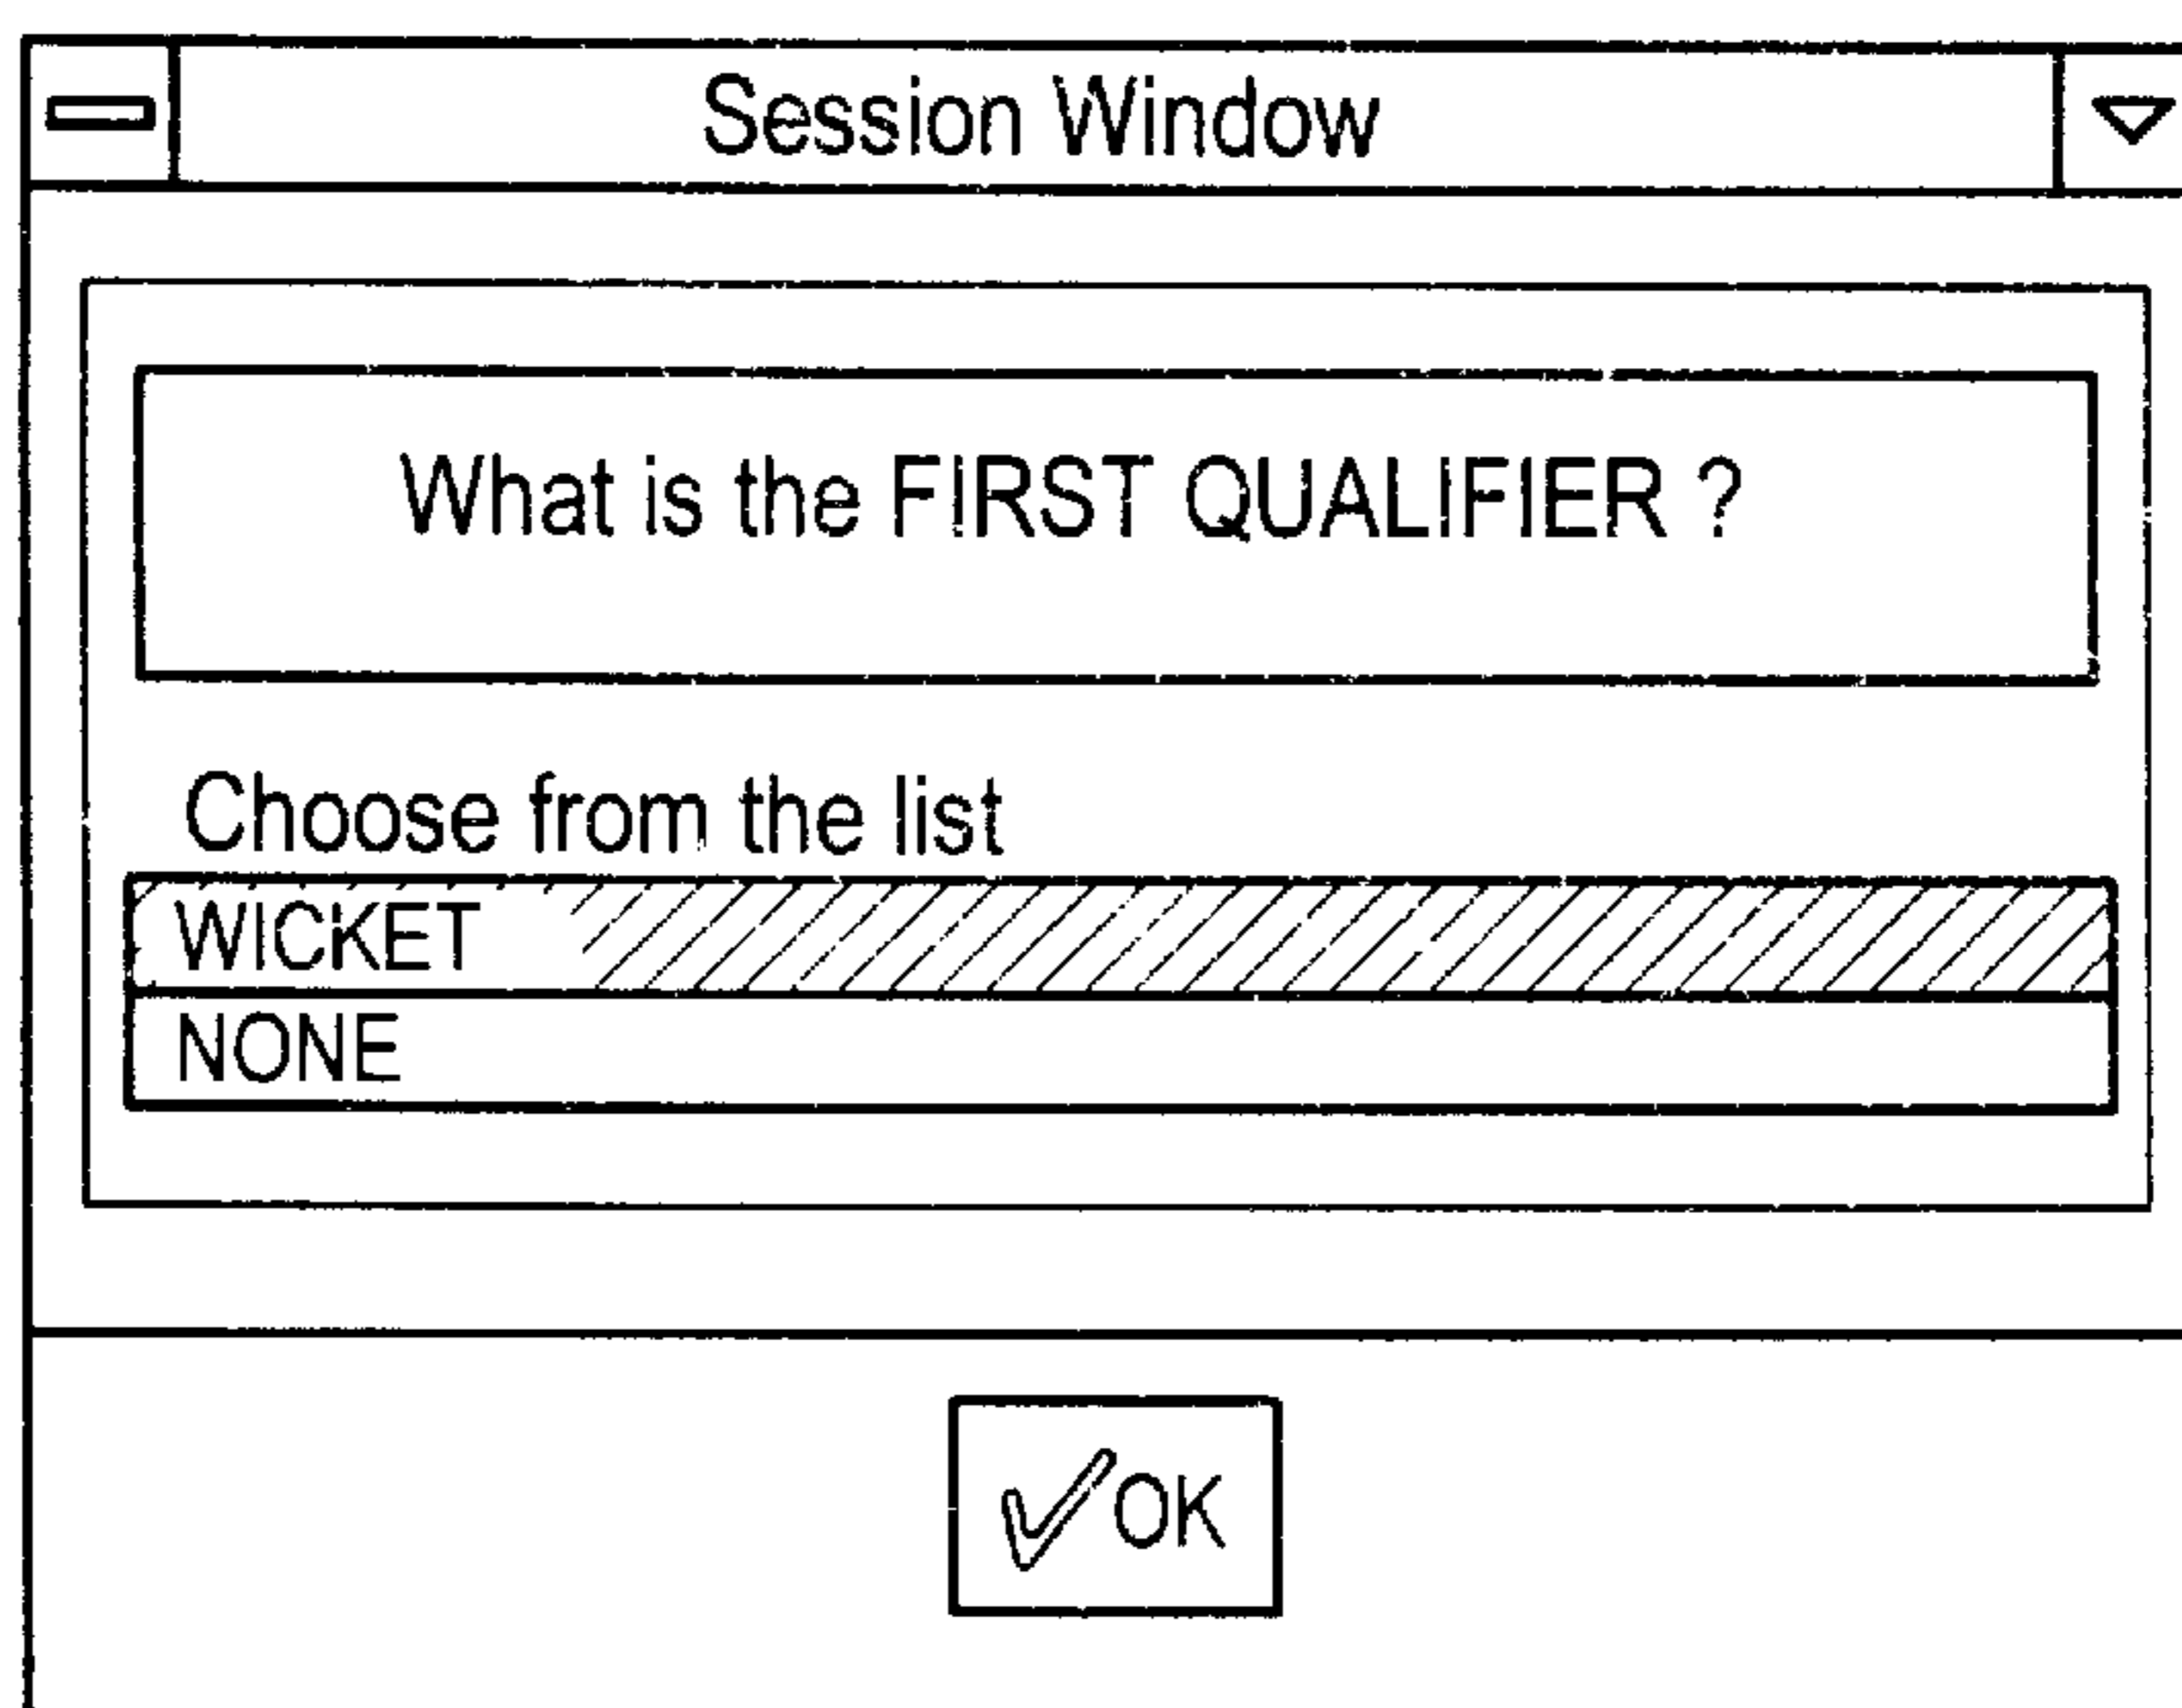 Session Window
What is the FIRST QUALIFIER ?
Choose from the list
WICKET
NONE
OK